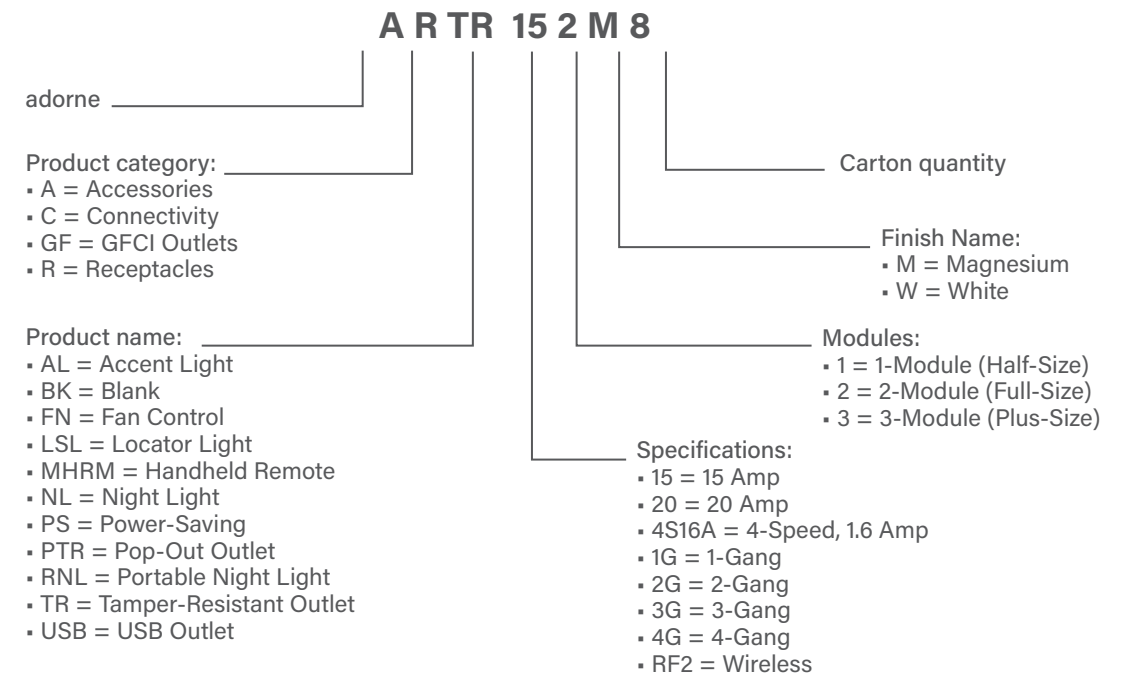 A R TR 15 2 M 8
adorne
Product category:
▪ A = Accessories
▪ C = Connectivity
▪ GF = GFCI Outlets
▪ R = Receptacles
Product name:
▪ AL = Accent Light
▪ BK = Blank
▪ FN = Fan Control
▪ LSL = Locator Light
▪ MHRM = Handheld Remote
▪ NL = Night Light
▪ PS = Power-Saving
▪ PTR = Pop-Out Outlet
▪ RNL = Portable Night Light
▪ TR = Tamper-Resistant Outlet
▪ USB = USB Outlet
Carton quantity
Finish Name:
▪ M = Magnesium
▪ W = White
Modules:
▪ 1 = 1-Module (Half-Size)
▪ 2 = 2-Module (Full-Size)
▪ 3 = 3-Module (Plus-Size)
Specifications:
▪ 15 = 15 Amp
▪ 20 = 20 Amp
▪ 4S16A = 4-Speed, 1.6 Amp
▪ 1G = 1-Gang
▪ 2G = 2-Gang
▪ 3G = 3-Gang
▪ 4G = 4-Gang
▪ RF2 = Wireless